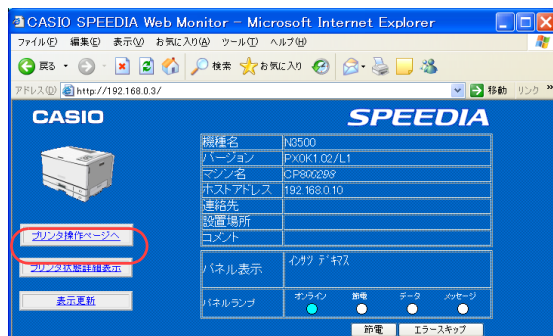 CASIO SPEEDIA Web Monitor - Microsoft Internet Explorer
ファイル(F) 編集(E) 表示(V) お気に入り(A) ツール(T) ヘルプ(H)
戻る 検索 お気に入り
アドレス(D) http://192.168.0.3/ 移動 リンク »
CASIO SPEEDIA
機種名 N3500
バージョン PX0K1.02/L1
マシン名 CP800298
ホストアドレス 192.168.0.10
連絡先
設置場所
コメント
プリンタ操作ページへ
プリンタ状態詳細表示
表示更新
パネル表示 インサツ デキマス
パネルランプ オンライン 節電 データ メッセージ
節電 エラースキップ